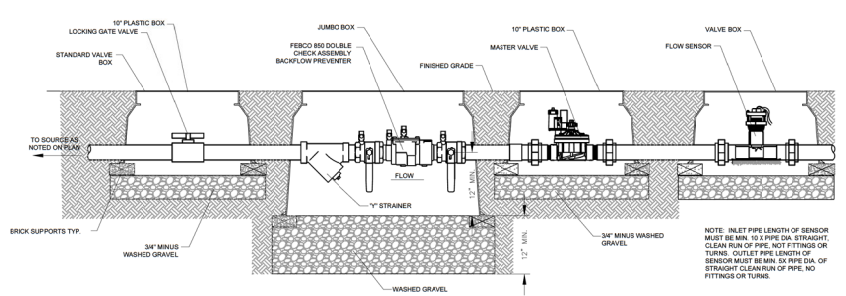 10" PLASTIC BOX
LOCKING GATE VALVE
STANDARD VALVE
BOX
JUMBO BOX
FEBCO 850 DOUBLE
CHECK ASSEMBLY
BACKFLOW PREVENTER
FINISHED GRADE
10" PLASTIC BOX
MASTER VALVE
VALVE BOX
FLOW SENSOR
TO SOURCE AS
NOTED ON PLAN
FLOW
"Y" STRAINER
12" MIN.
12" MIN.
BRICK SUPPORTS TYP.
3/4" MINUS
WASHED GRAVEL
WASHED GRAVEL
3/4" MINUS WASHED
GRAVEL
NOTE: INLET PIPE LENGTH OF SENSOR
MUST BE MIN. 10 X PIPE DIA. STRAIGHT,
CLEAN RUN OF PIPE, NOT FITTINGS OR
TURNS. OUTLET PIPE LENGTH OF
SENSOR MUST BE MIN. 5X PIPE DIA. OF
STRAIGHT CLEAN RUN OF PIPE, NO
FITTINGS OR TURNS.